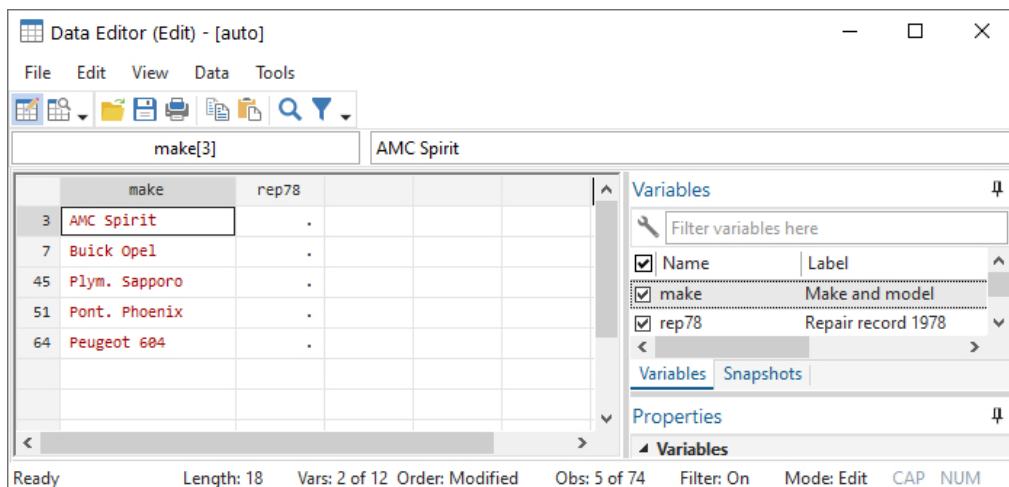 Data Editor (Edit) - [auto]
File Edit View Data Tools
make[3] AMC Spirit
make rep78
3 AMC Spirit .
7 Buick Opel .
45 Plym. Sapporo .
51 Pont. Phoenix .
64 Peugeot 604 .
Variables
Filter variables here
Name Label
make Make and model
rep78 Repair record 1978
Variables Snapshots
Properties
Variables
Ready Length: 18 Vars: 2 of 12 Order: Modified Obs: 5 of 74 Filter: On Mode: Edit CAP NUM